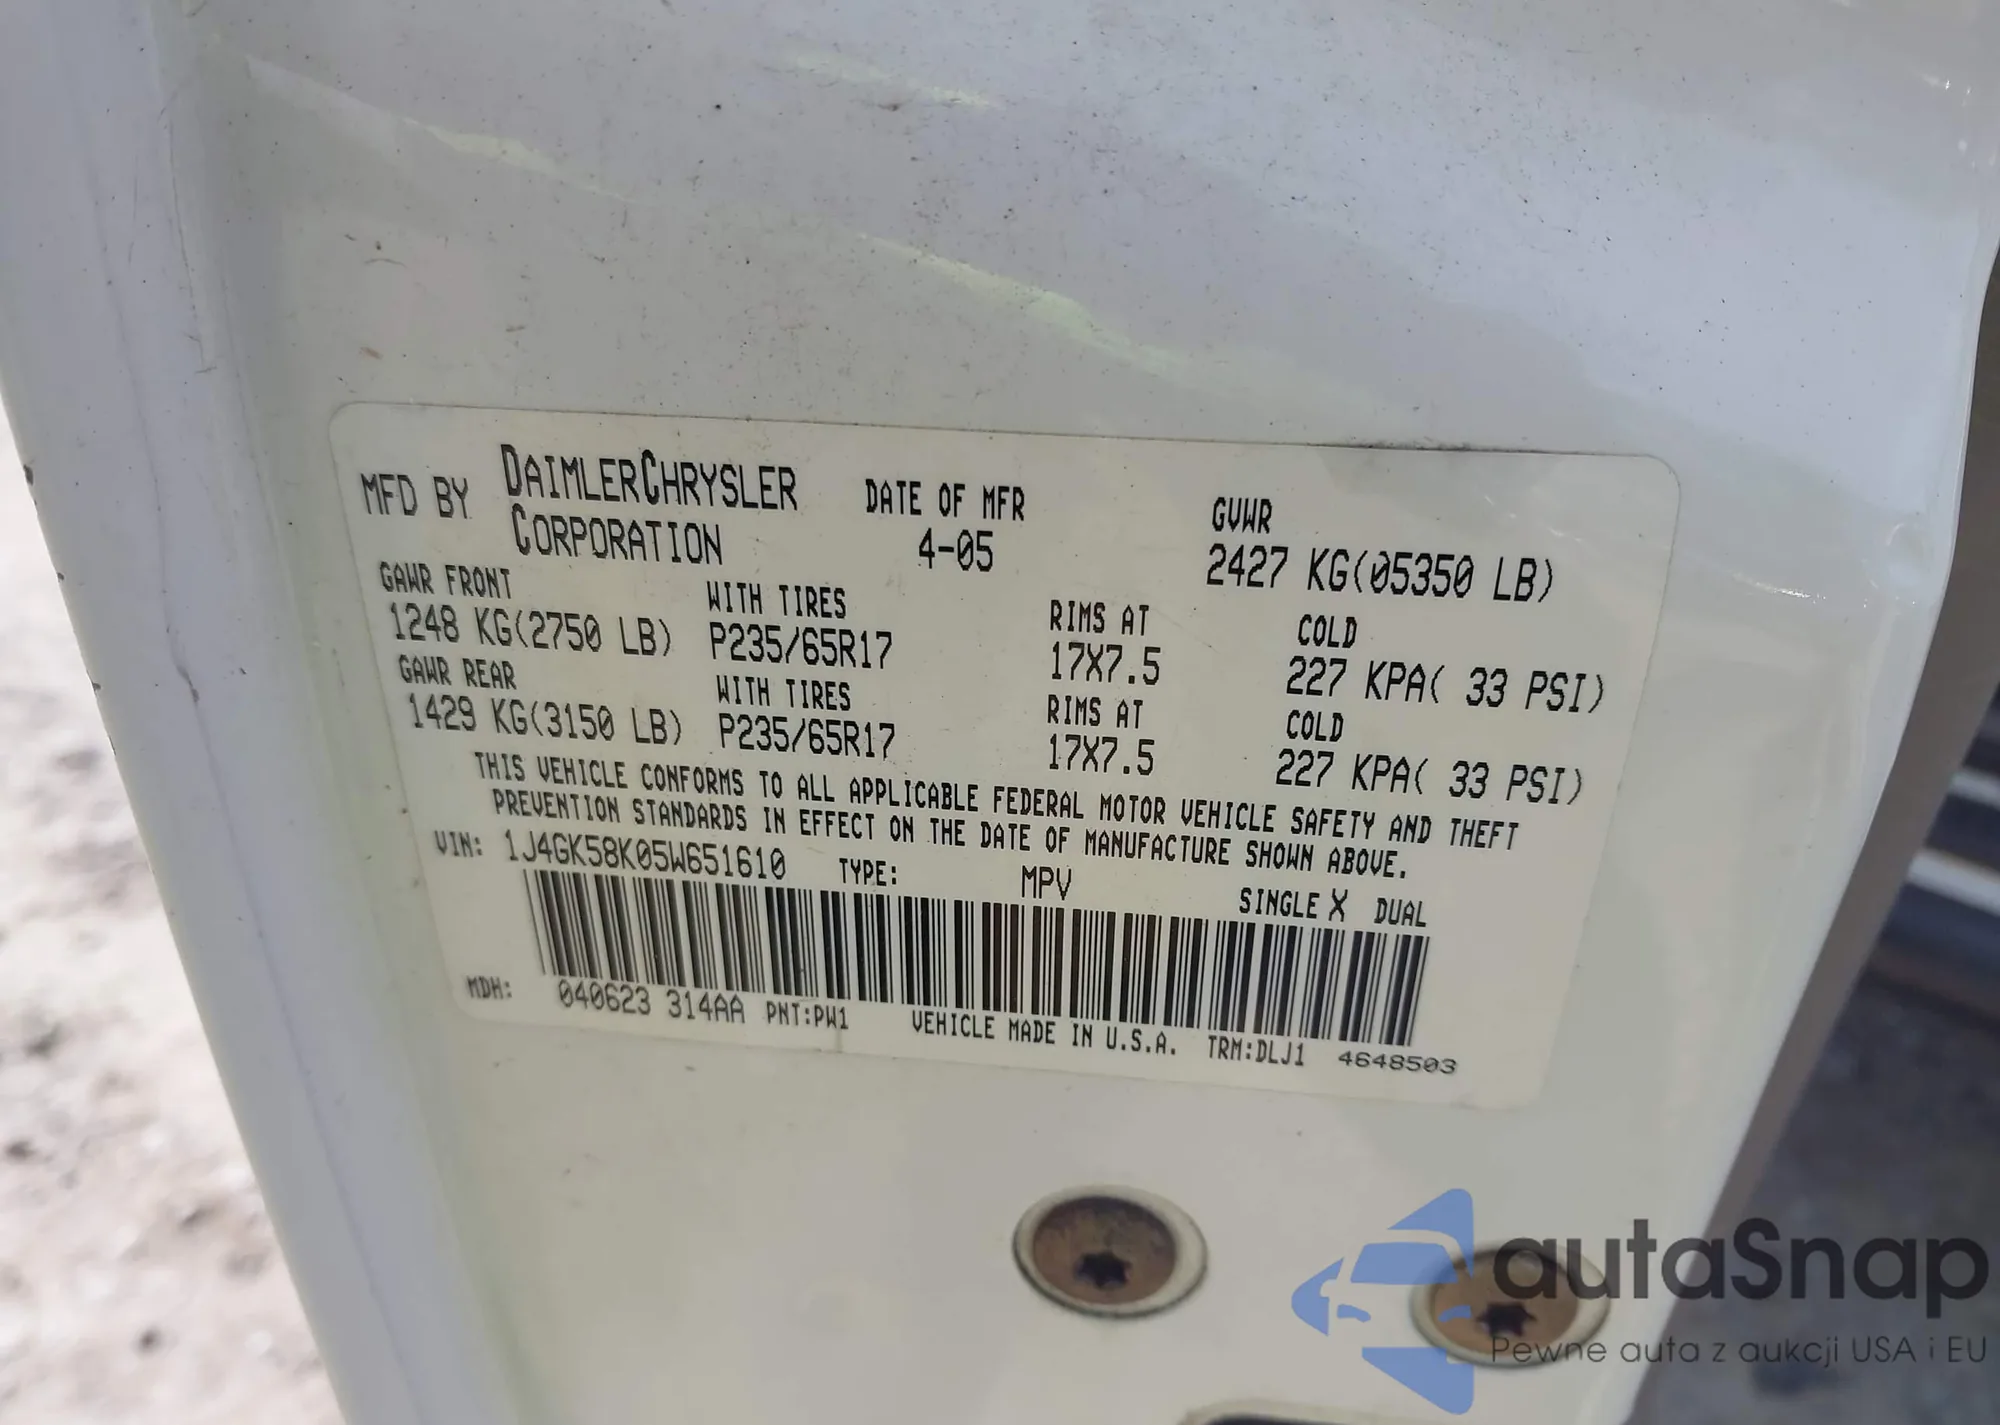 MFD BY DAIMLERCHRYSLER CORPORATION DATE OF MFR 4-05 GVWR 2427 KG(05350 LB)
GAWR FRONT WITH TIRES RIMS AT COLD
1248 KG(2750 LB) P235/65R17 17X7.5 227 KPA( 33 PSI)
GAWR REAR WITH TIRES RIMS AT COLD
1429 KG(3150 LB) P235/65R17 17X7.5 227 KPA( 33 PSI)
THIS VEHICLE CONFORMS TO ALL APPLICABLE FEDERAL MOTOR VEHICLE SAFETY AND THEFT
PREVENTION STANDARDS IN EFFECT ON THE DATE OF MANUFACTURE SHOWN ABOVE.
VIN: 1J4GK58K05W651610 TYPE: MPV SINGLE X DUAL
MDH: 040623 314AA PNT:PW1 VEHICLE MADE IN U.S.A. TRM:DLJ1 4648503
autaSnap
Pewne auta z aukcji USA i EU